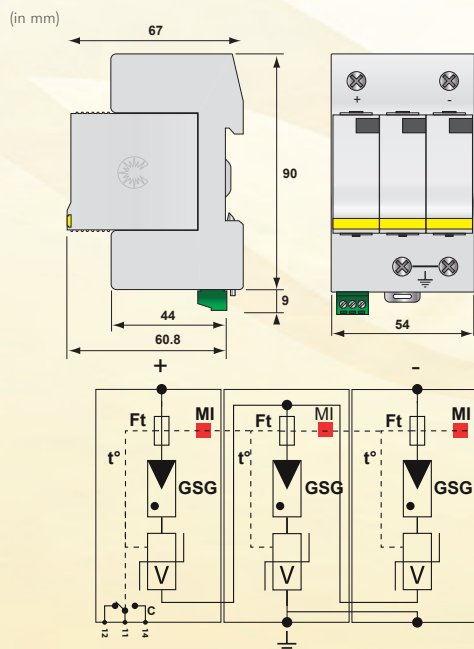 (in mm)
67
+ -
90
44
9
60.8
54
+ -
Ft MI Ft MI Ft MI
t° t° t°
GSG GSG GSG
V V V
C
12 11 14